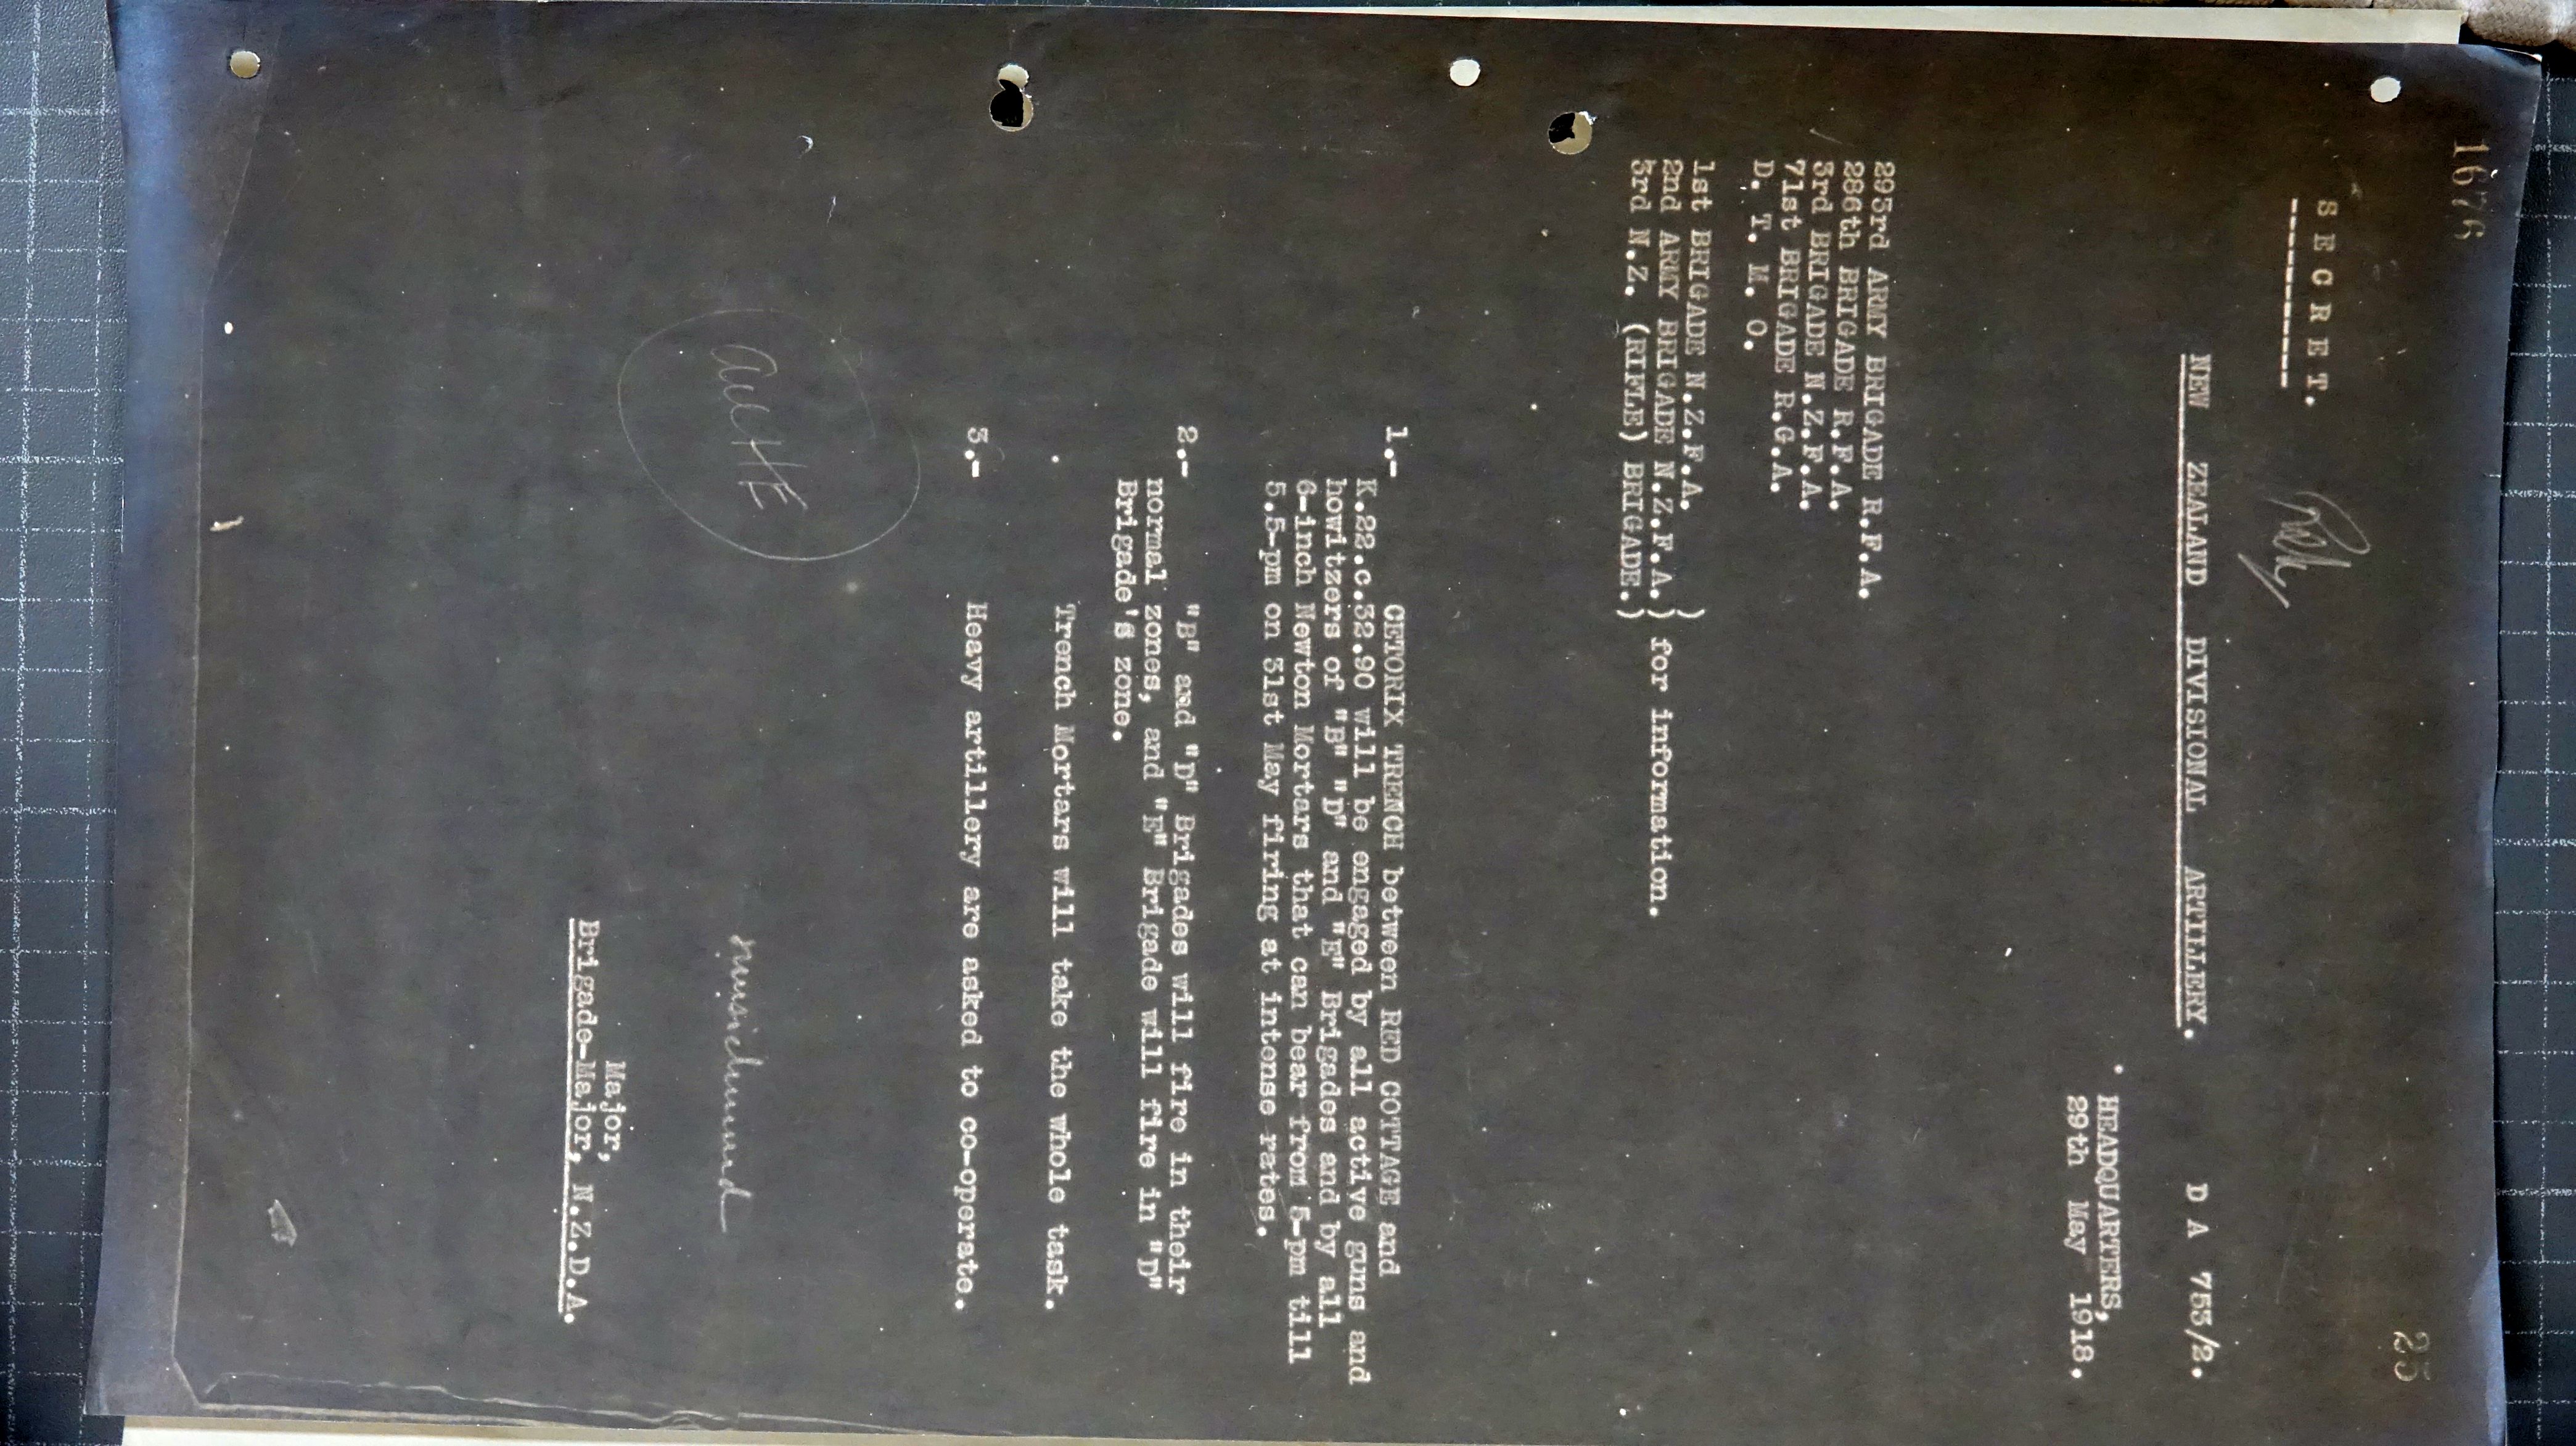 1676
25
S E C R E T.
NEW ZEALAND DIVISIONAL ARTILLERY. D A 753/2.
HEADQUARTERS,
29th May 1918.
293rd ARMY BRIGADE R.F.A.
286th BRIGADE R.F.A.
3rd BRIGADE N.Z.F.A.
71st BRIGADE R.G.A.
D. T. M. O.
1st BRIGADE N.Z.F.A. )
2nd ARMY BRIGADE N.Z.F.A.) for information.
3rd N.Z. (RIFLE) BRIGADE.)
1.- CETORIX TRENCH between RED COTTAGE and
K.22.c.32.90 will be engaged by all active guns and
howitzers of "B" "D" and "E" Brigades and by all
6-inch Newton Mortars that can bear from 5-pm till
5.5-pm on 31st May firing at intense rates.
2.- "B" and "D" Brigades will fire in their
normal zones, and "E" Brigade will fire in "D"
Brigade's zone.
Trench Mortars will take the whole task.
3.- Heavy artillery are asked to co-operate.
Major,
Brigade-Major, N.Z.D.A.